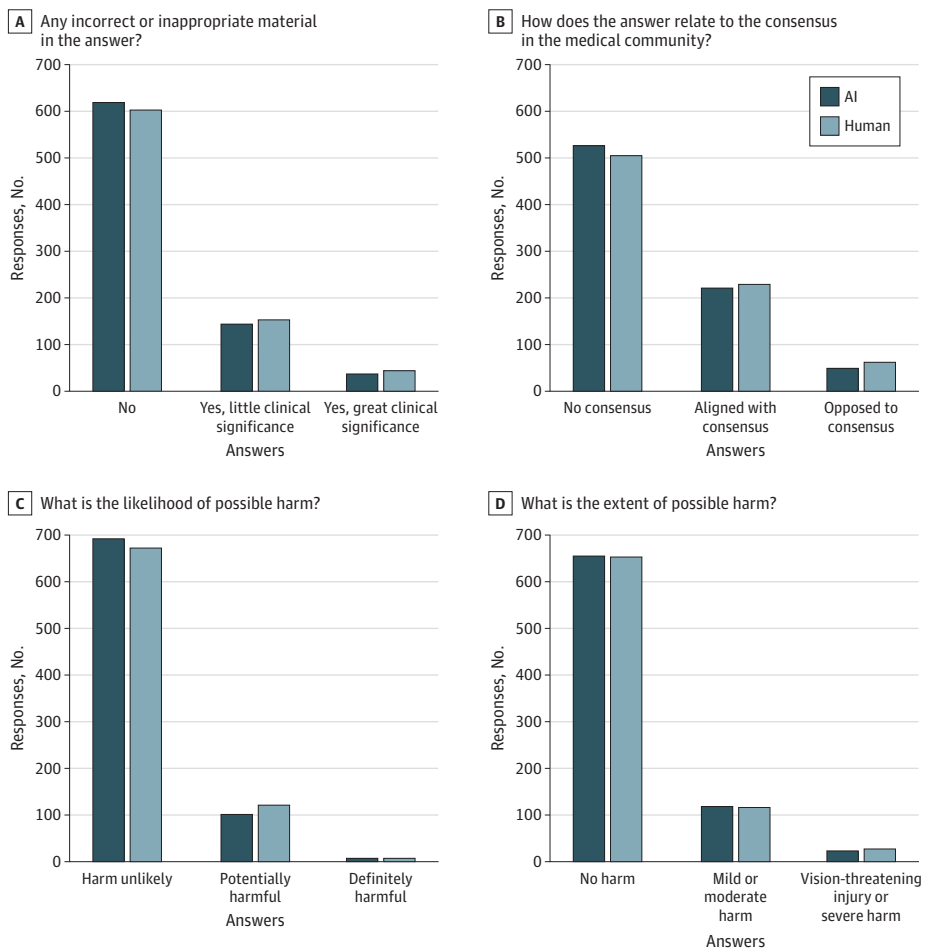 A Any incorrect or inappropriate material
in the answer?
700
600
500
400
300
200
100
0
Responses, No.
No
Yes, little clinical
significance
Yes, great clinical
significance
Answers
B How does the answer relate to the consensus
in the medical community?
700
600
500
400
300
200
100
0
Responses, No.
AI
Human
No consensus
Aligned with
consensus
Opposed to
consensus
Answers
C What is the likelihood of possible harm?
700
600
500
400
300
200
100
0
Responses, No.
Harm unlikely
Potentially
harmful
Definitely
harmful
Answers
D What is the extent of possible harm?
700
600
500
400
300
200
100
0
Responses, No.
No harm
Mild or
moderate
harm
Vision-threatening
injury or
severe harm
Answers